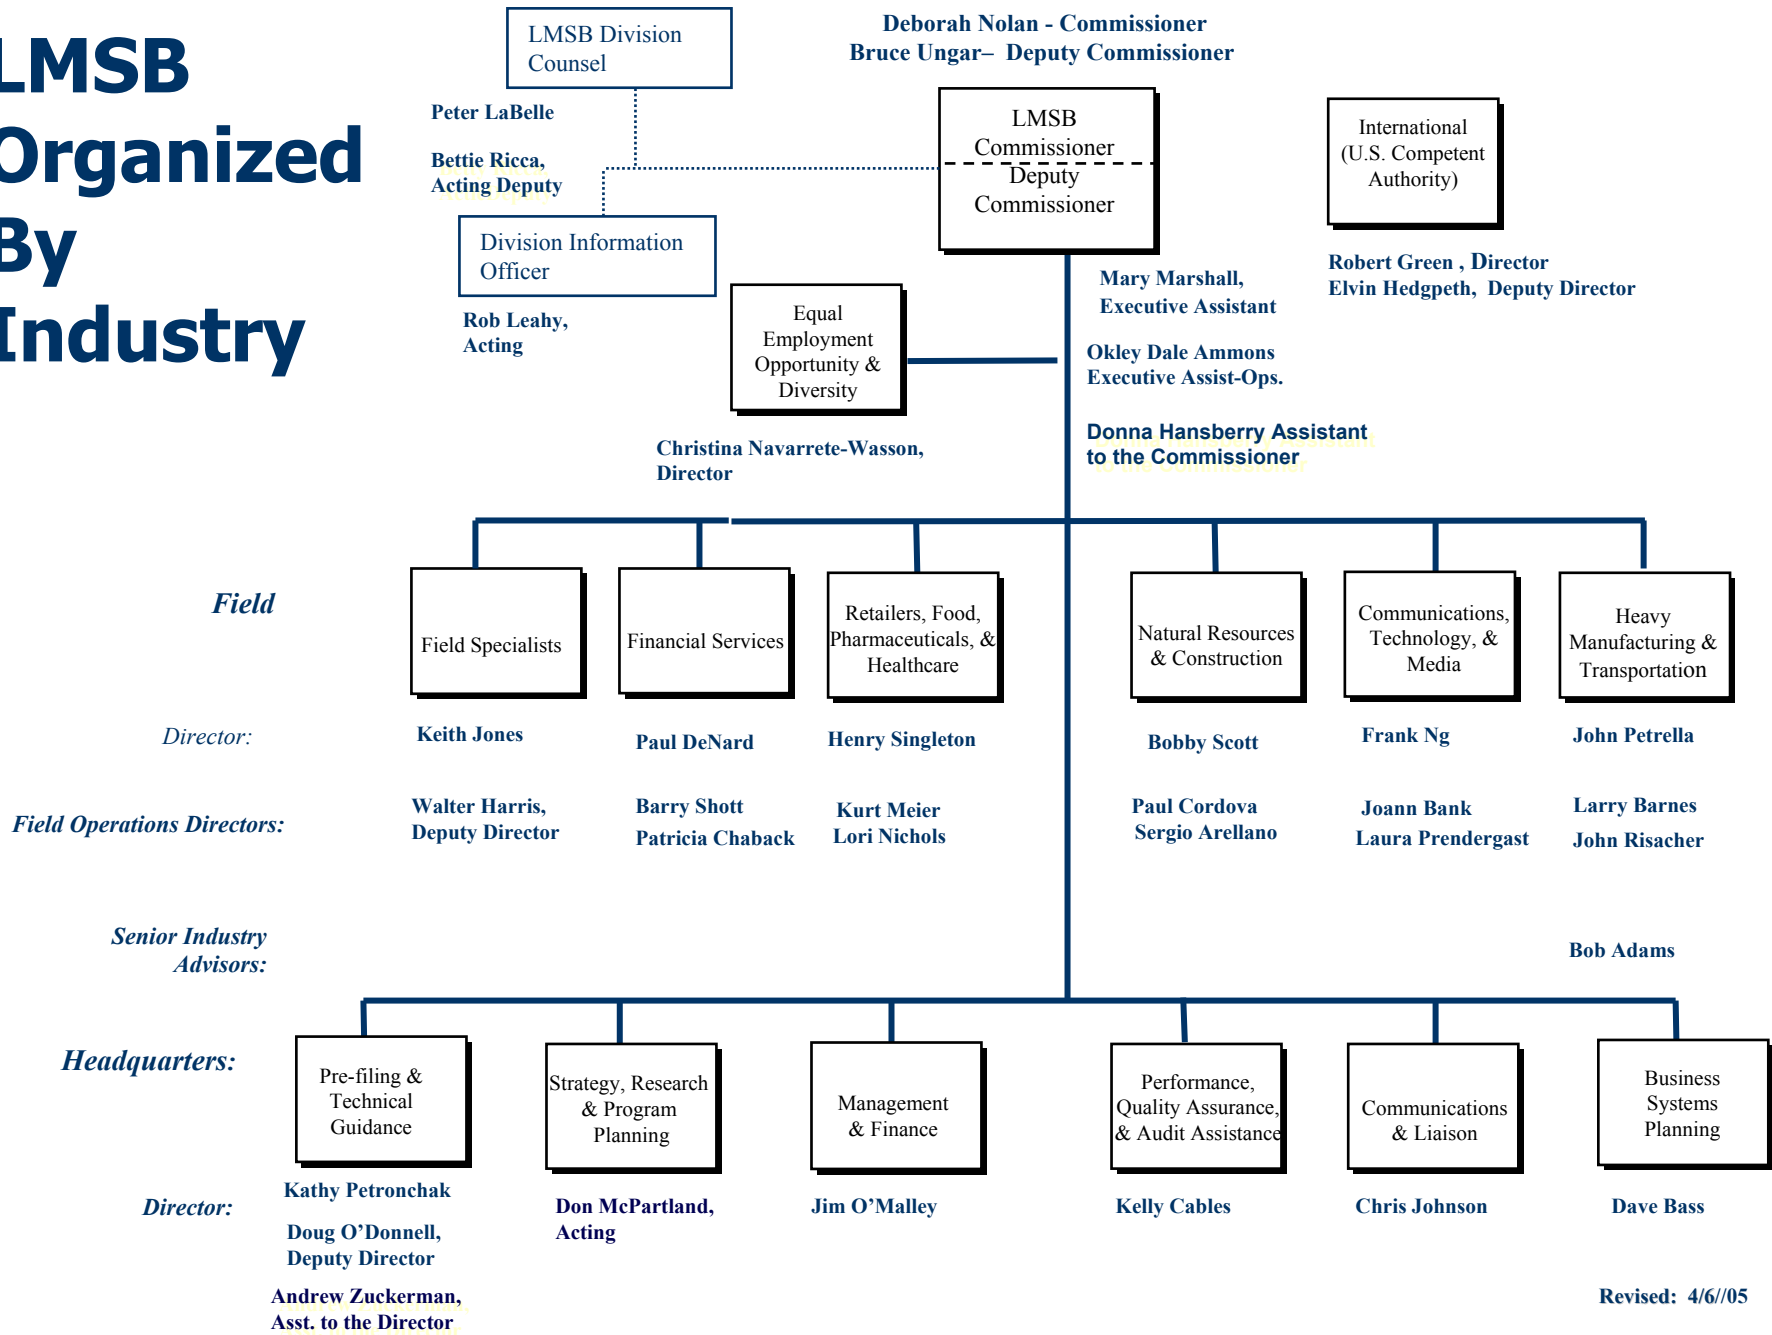 LMSB
Organized
By
Industry
LMSB Division
Counsel
Peter LaBelle
Bettie Ricca,
Acting Deputy
Division Information
Officer
Rob Leahy,
Acting
Deborah Nolan - Commissioner
Bruce Ungar– Deputy Commissioner
LMSB
Commissioner
Deputy
Commissioner
International
(U.S. Competent
Authority)
Robert Green , Director
Elvin Hedgpeth, Deputy Director
Mary Marshall,
Executive Assistant
Okley Dale Ammons
Executive Assist-Ops.
Donna Hansberry Assistant
to the Commissioner
Equal
Employment
Opportunity &
Diversity
Christina Navarrete-Wasson,
Director
Field
Field Specialists
Financial Services
Retailers, Food,
Pharmaceuticals, &
Healthcare
Natural Resources
& Construction
Communications,
Technology, &
Media
Heavy
Manufacturing &
Transportation
Director:
Keith Jones
Paul DeNard
Henry Singleton
Bobby Scott
Frank Ng
John Petrella
Field Operations Directors:
Walter Harris,
Deputy Director
Barry Shott
Patricia Chaback
Kurt Meier
Lori Nichols
Paul Cordova
Sergio Arellano
Joann Bank
Laura Prendergast
Larry Barnes
John Risacher
Senior Industry
Advisors:
Bob Adams
Headquarters:
Pre-filing &
Technical
Guidance
Strategy, Research
& Program
Planning
Management
& Finance
Performance,
Quality Assurance,
& Audit Assistance
Communications
& Liaison
Business
Systems
Planning
Director:
Kathy Petronchak
Doug O’Donnell,
Deputy Director
Andrew Zuckerman,
Asst. to the Director
Don McPartland,
Acting
Jim O’Malley
Kelly Cables
Chris Johnson
Dave Bass
Revised: 4/6//05